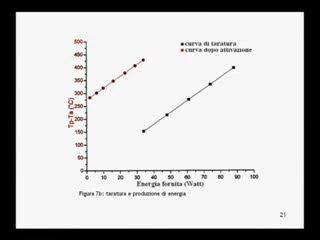 500
450
400
350
300
250
200
150
100
50
0
Tp-Ta (°C)
curva di taratura
curva dopo attivazione
0 10 20 30 40 50 60 70 80 90 100
Energia fornita (Watt)
Figura 7b: taratura e produzione di energia
21